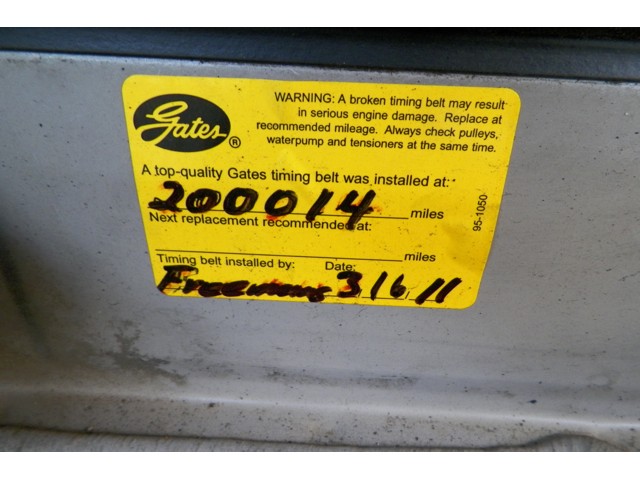 Gates®
WARNING: A broken timing belt may result
in serious engine damage. Replace at
recommended mileage. Always check pulleys,
waterpump and tensioners at the same time.
A top-quality Gates timing belt was installed at:
200014 miles
Next replacement recommended at:
miles
Timing belt installed by: Date:
3 16 11
95-1050